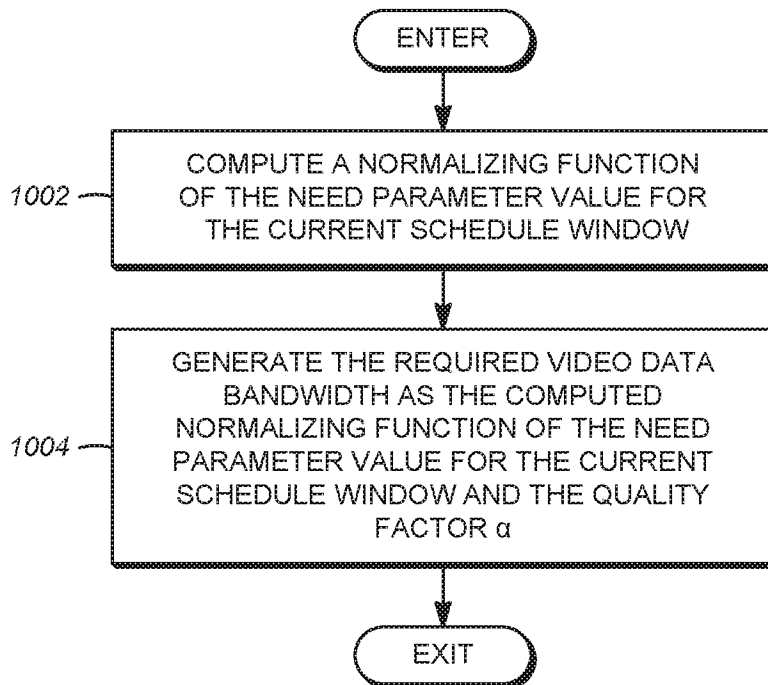 ENTER
1002
COMPUTE A NORMALIZING FUNCTION
OF THE NEED PARAMETER VALUE FOR
THE CURRENT SCHEDULE WINDOW
1004
GENERATE THE REQUIRED VIDEO DATA
BANDWIDTH AS THE COMPUTED
NORMALIZING FUNCTION OF THE NEED
PARAMETER VALUE FOR THE CURRENT
SCHEDULE WINDOW AND THE QUALITY
FACTOR α
EXIT